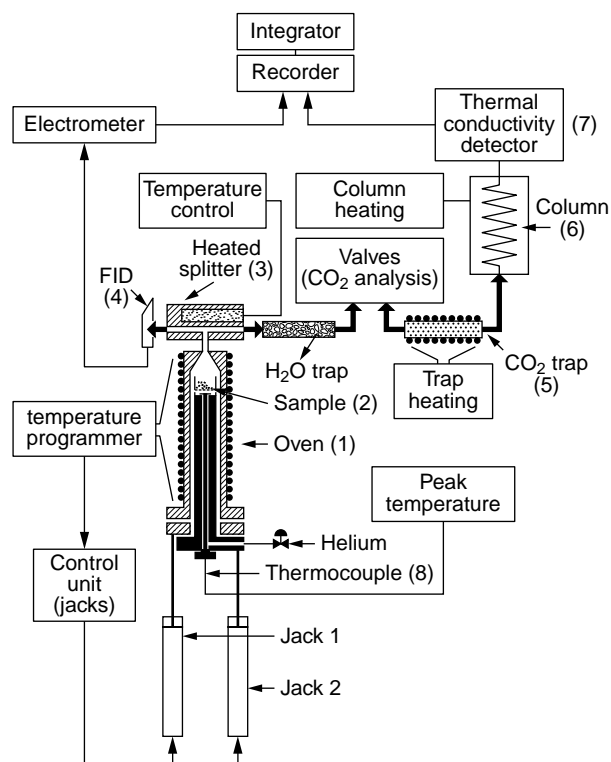 Integrator
Recorder
Electrometer
Thermal
conductivity
detector
(7)
Temperature
control
Column
heating
Column
(6)
Heated
splitter (3)
Valves
(CO2 analysis)
FID
(4)
H2O trap
CO2 trap
(5)
Trap
heating
Sample (2)
temperature
programmer
Oven (1)
Peak
temperature
Helium
Control
unit
(jacks)
Thermocouple (8)
Jack 1
Jack 2